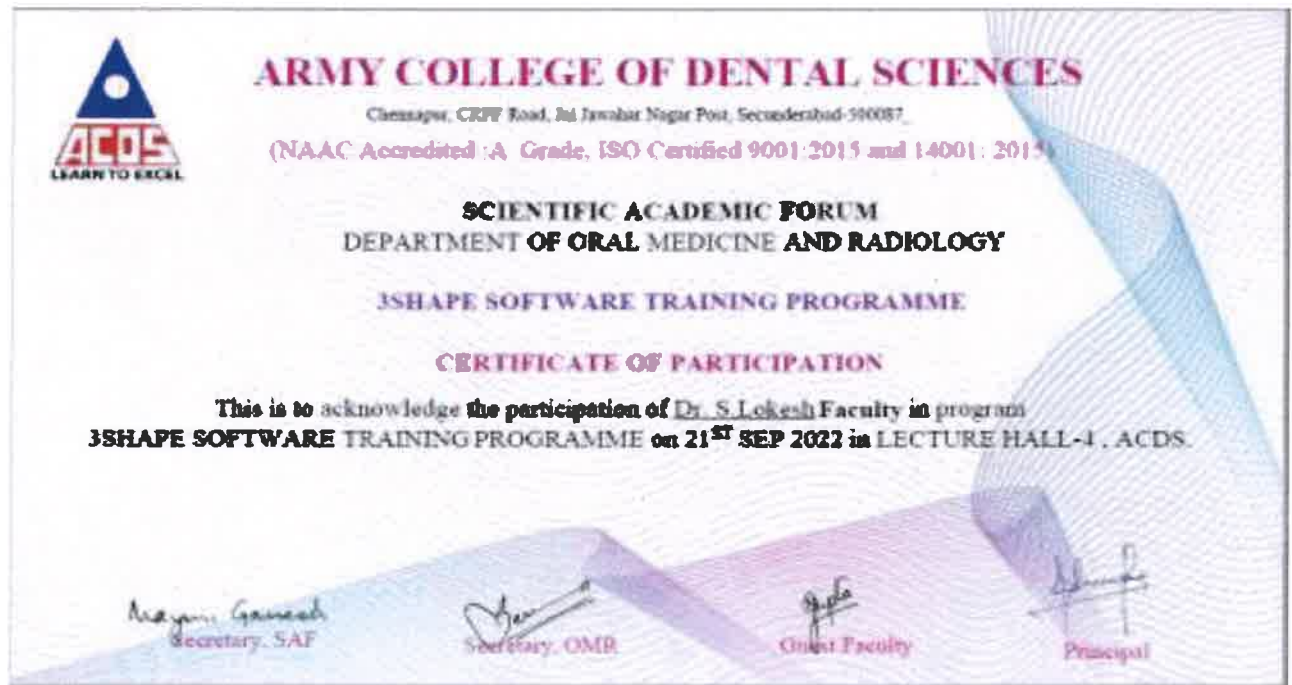 ARMY COLLEGE OF DENTAL SCIENCES
Chennapur, CRPF Road, Jai Jawahar Nagar Post, Secunderabad-500087
(NAAC Accredited 'A' Grade, ISO Certified 9001:2015 and 14001: 2015)
ACDS
LEARN TO EXCEL
SCIENTIFIC ACADEMIC FORUM
DEPARTMENT OF ORAL MEDICINE AND RADIOLOGY
3SHAPE SOFTWARE TRAINING PROGRAMME
CERTIFICATE OF PARTICIPATION
This is to acknowledge the participation of Dr. S.Lokesh Faculty in program
3SHAPE SOFTWARE TRAINING PROGRAMME on 21ST SEP 2022 in LECTURE HALL-4 , ACDS.
Ganesh
Gupta
Secretary, SAF
Secretary, OMR
Guest Faculty
Principal